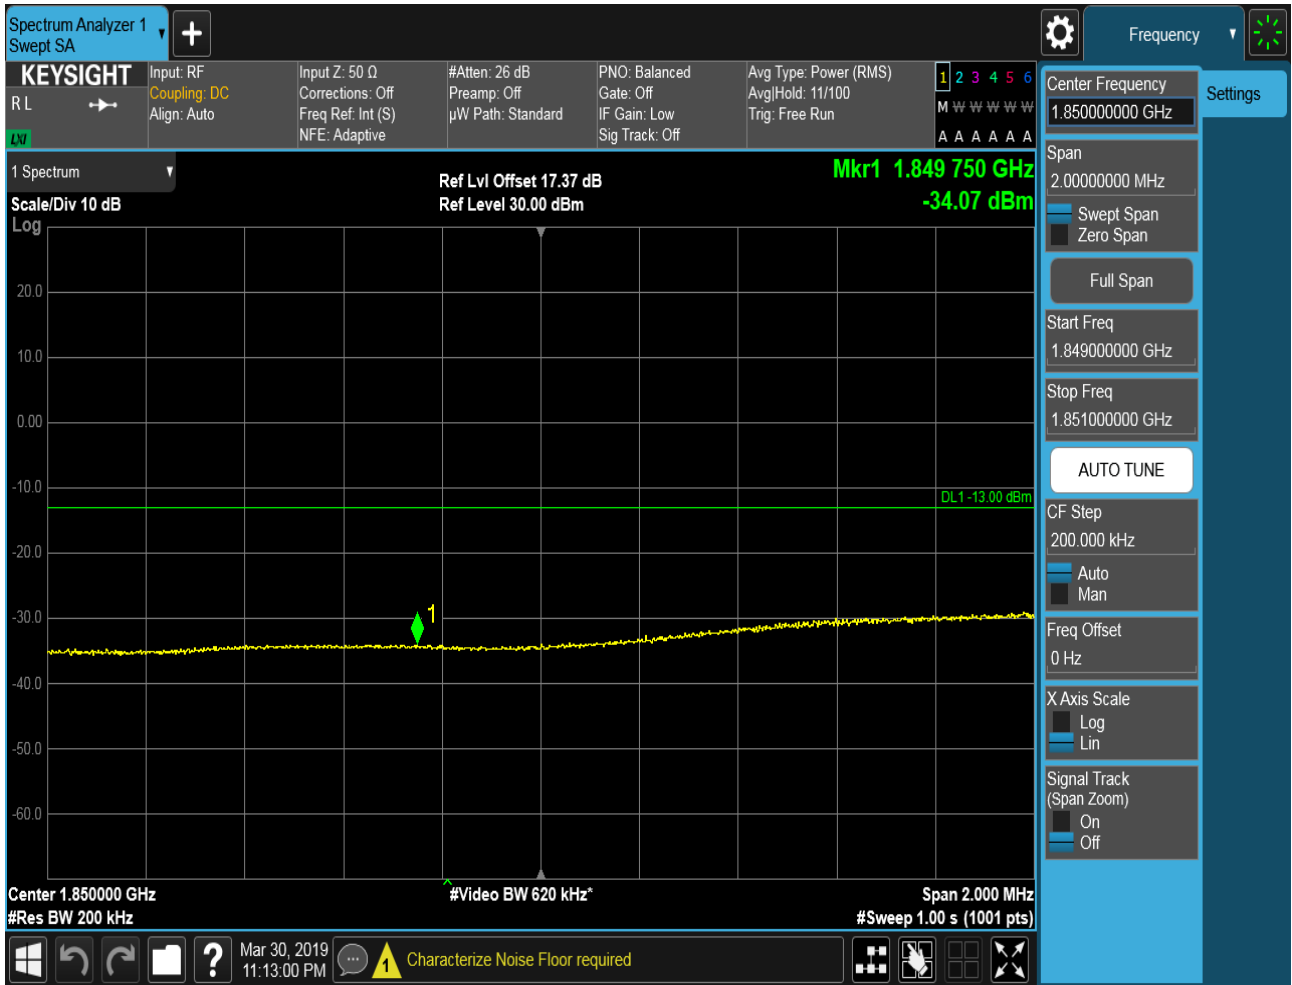 Spectrum Analyzer 1
Swept SA
+
Frequency
KEYSIGHT
R L
LXI
Input: RF
Coupling: DC
Align: Auto
Input Z: 50 Ω
Corrections: Off
Freq Ref: Int (S)
NFE: Adaptive
#Atten: 26 dB
Preamp: Off
µW Path: Standard
PNO: Balanced
Gate: Off
IF Gain: Low
Sig Track: Off
Avg Type: Power (RMS)
Avg|Hold: 11/100
Trig: Free Run
1 2 3 4 5 6
M W W W W W
A A A A A A
1 Spectrum
Scale/Div 10 dB
Log
Ref Lvl Offset 17.37 dB
Ref Level 30.00 dBm
Mkr1 1.849 750 GHz
-34.07 dBm
20.0
10.0
0.00
-10.0
DL1 -13.00 dBm
-20.0
-30.0
1
-40.0
-50.0
-60.0
Center 1.850000 GHz
#Video BW 620 kHz*
Span 2.000 MHz
#Res BW 200 kHz
#Sweep 1.00 s (1001 pts)
?
Mar 30, 2019
11:13:00 PM
1
Characterize Noise Floor required
Center Frequency
1.850000000 GHz
Settings
Span
2.00000000 MHz
Swept Span
Zero Span
Full Span
Start Freq
1.849000000 GHz
Stop Freq
1.851000000 GHz
AUTO TUNE
CF Step
200.000 kHz
Auto
Man
Freq Offset
0 Hz
X Axis Scale
Log
Lin
Signal Track
(Span Zoom)
On
Off